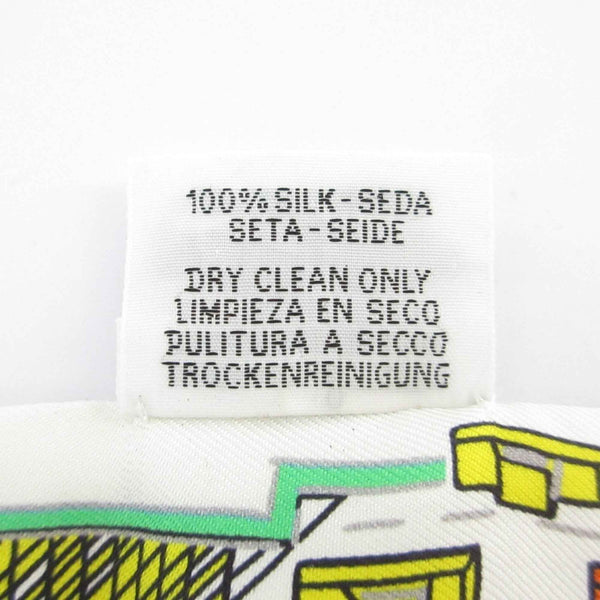 100% SILK-SEDA
SETA-SEIDE
DRY CLEAN ONLY
LIMPIEZA EN SECO
PULITURA A SECCO
TROCKENREINIGUNG